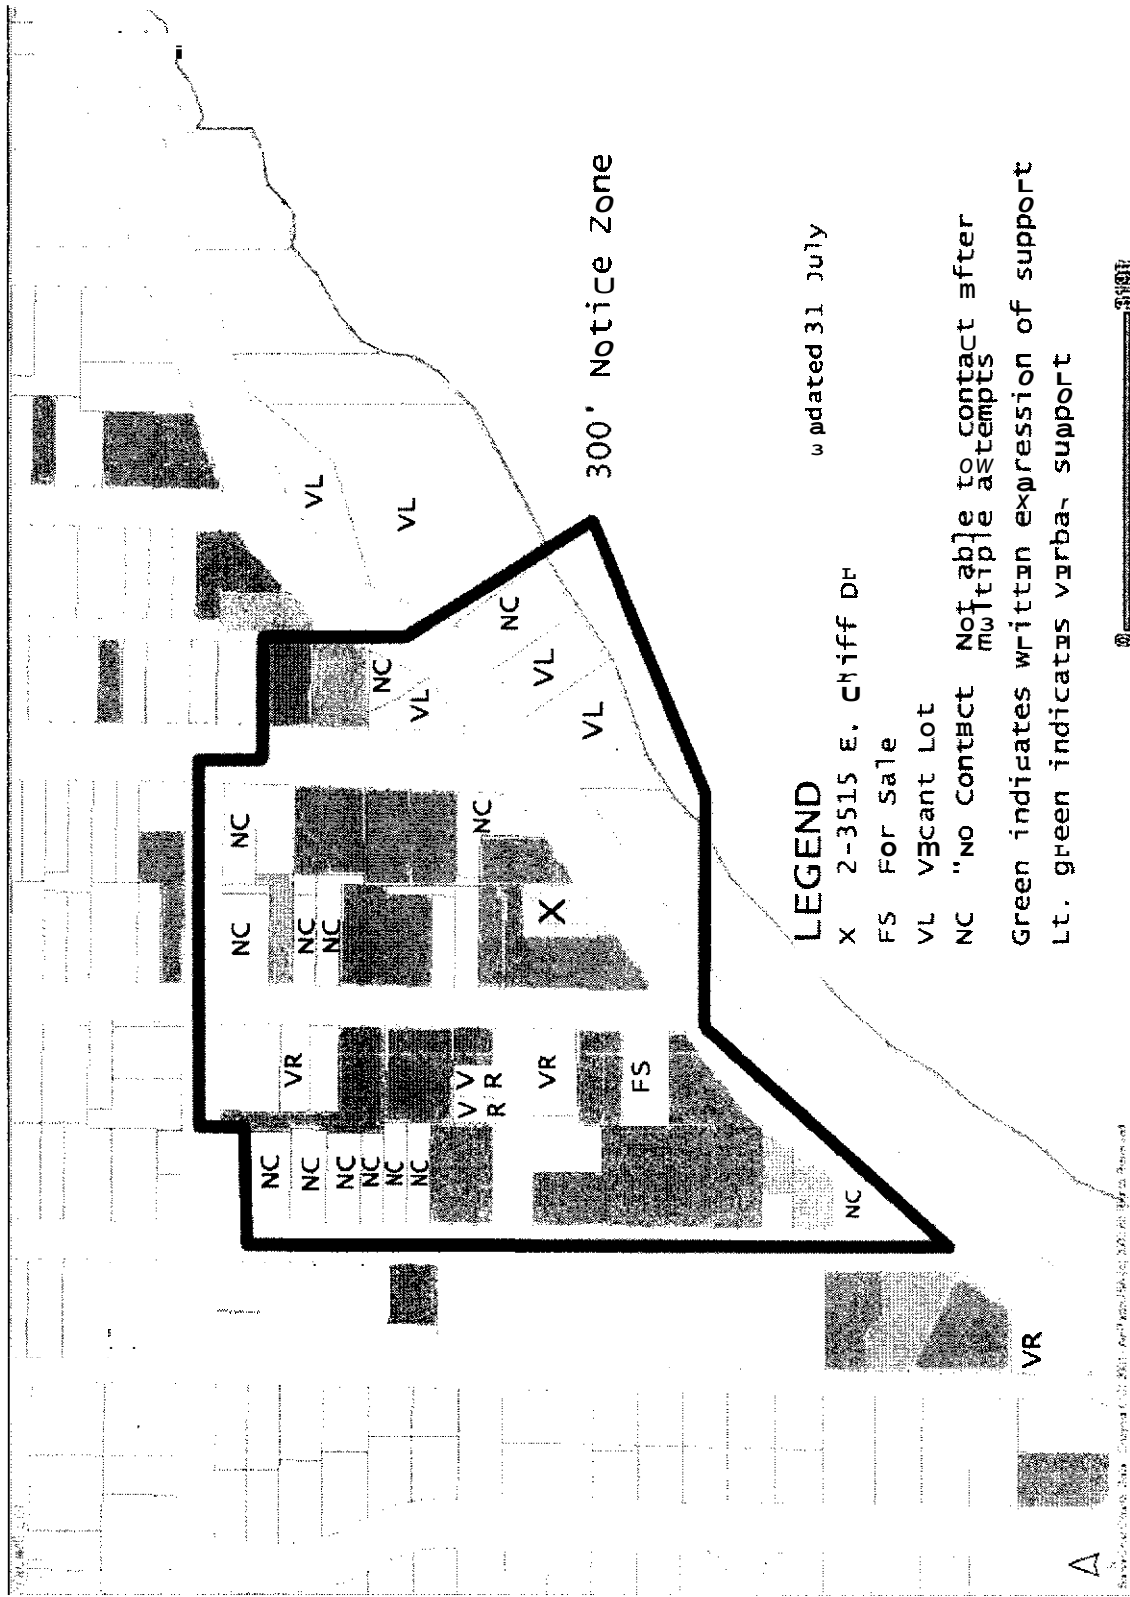 NC
NC
NC
VR
NC
NC
VL
NC
NC
NC
NC
NC
VL
NC
VL
V V
R R
NC
NC
VR
VL
X
VL
300' Notice Zone
FS
NC
VR
updated 31 July
LEGEND
X 2-3515 E. Cliff Dr
FS For Sale
VL Vacant Lot
NC "no contact Not able to contact after
multiple attempts
Green indicates written expression of support
Lt. green indicates verbal support